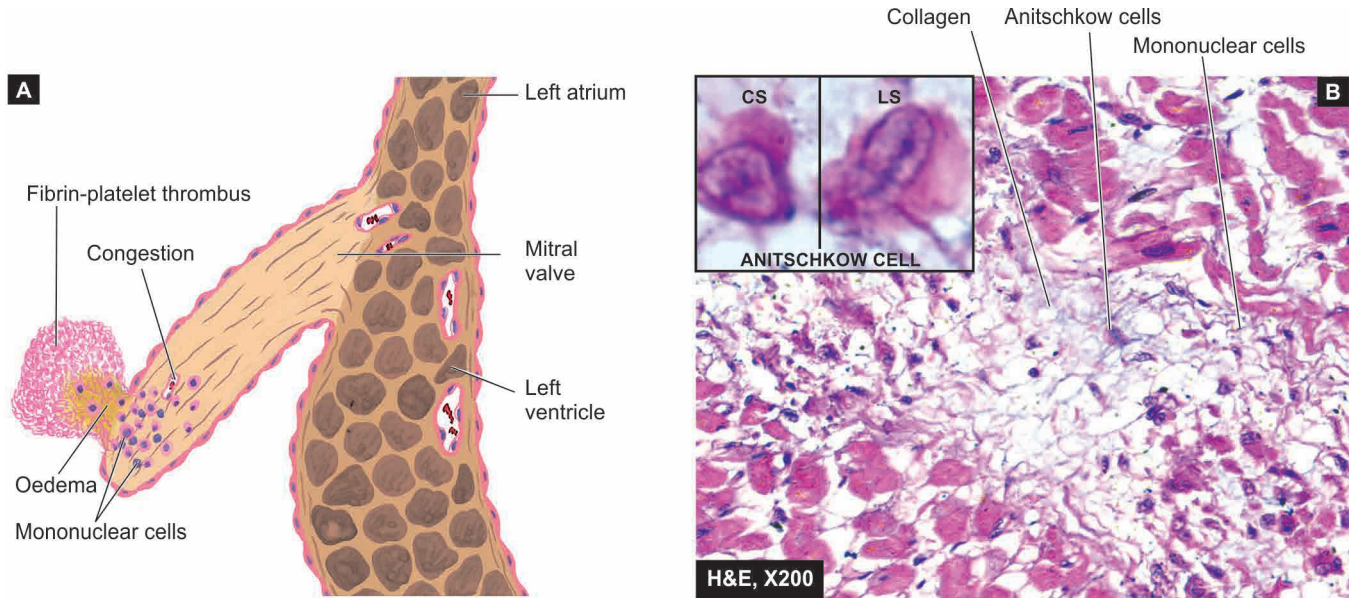 A
Left atrium
Fibrin-platelet thrombus
Congestion
Mitral
valve
Left
ventricle
Oedema
Mononuclear cells
Collagen
Anitschkow cells
Mononuclear cells
B
CS
LS
ANITSCHKOW CELL
H&E, X200